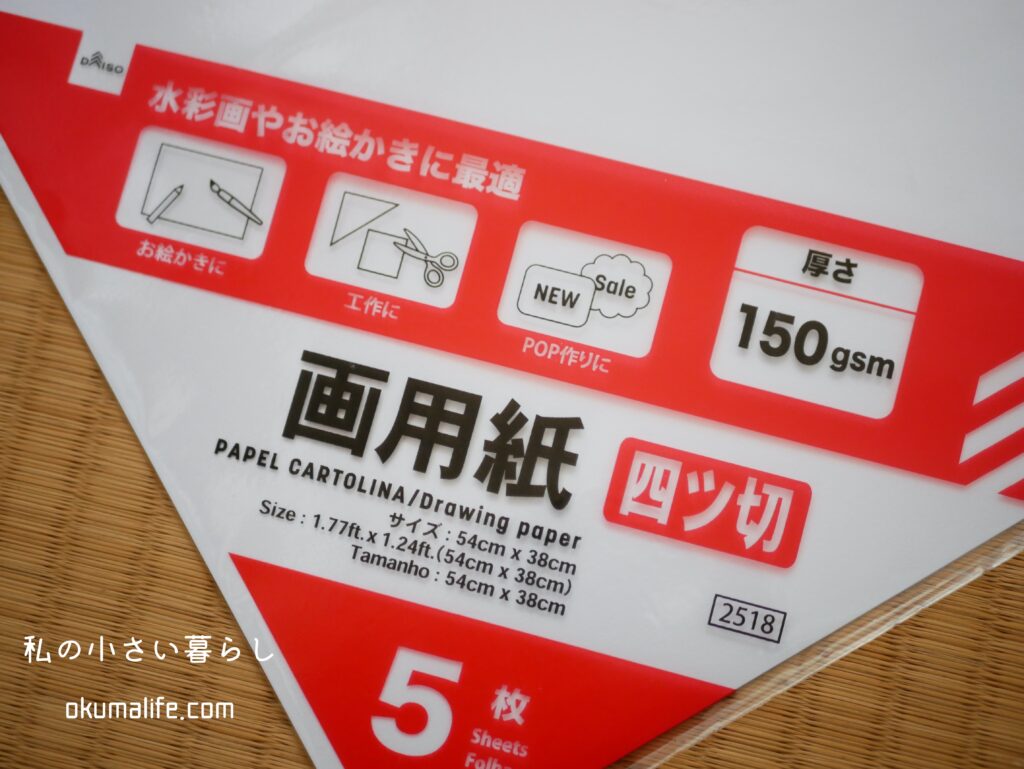 DAISO
水彩画やお絵かきに最適
お絵かきに
工作に
NEW
Sale
POP作りに
厚さ
150gsm
画用紙
四ツ切
PAPEL CARTOLINA/Drawing paper
サイズ：54cm x 38cm
Size : 1.77ft. x 1.24ft.(54cm x 38cm)
Tamanho : 54cm x 38cm
2518
5枚
Sheets
私の小さい暮らし
okumalife.com